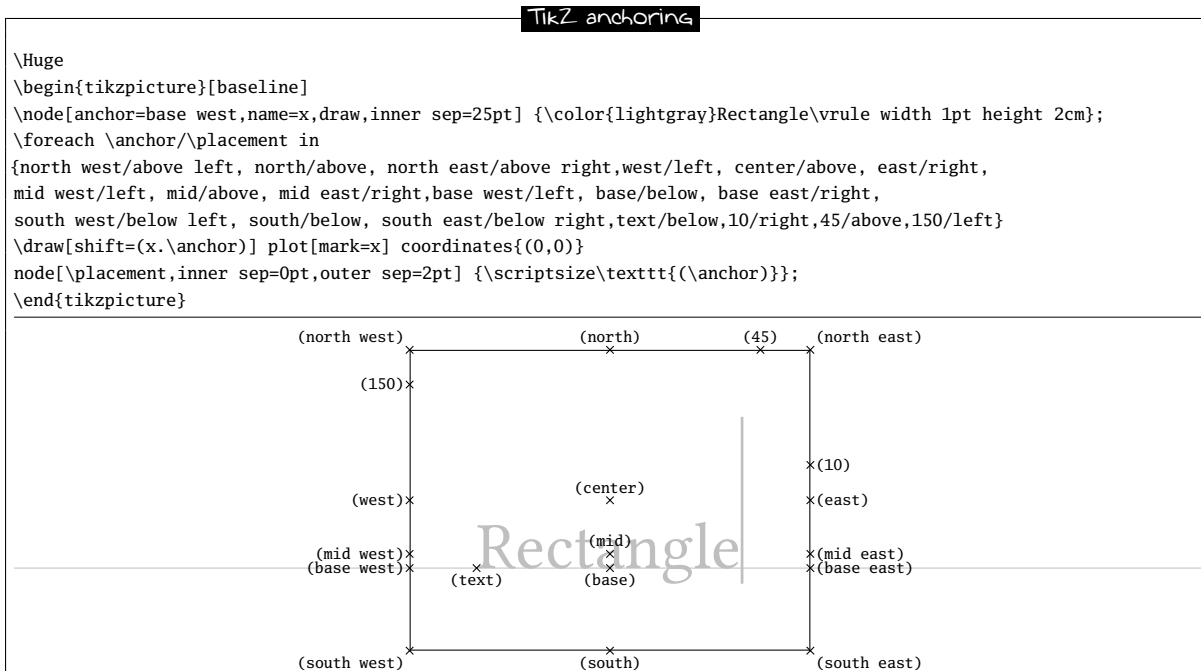 TikZ anchoring
\Huge
\begin{tikzpicture}[baseline]
\node[anchor=base west,name=x,draw,inner sep=25pt] {\color{lightgray}Rectangle\vrule width 1pt height 2cm};
\foreach \anchor/\placement in
{north west/above left, north/above, north east/above right,west/left, center/above, east/right,
mid west/left, mid/above, mid east/right,base west/left, base/below, base east/right,
south west/below left, south/below, south east/below right,text/below,10/right,45/above,150/left}
\draw[shift=(x.\anchor)] plot[mark=x] coordinates{(0,0)}
node[\placement,inner sep=0pt,outer sep=2pt] {\scriptsize\texttt{(\anchor)}};
\end{tikzpicture}
(north west) (north) (45) (north east)
(150)
(10)
(west) (center) (east)
Rectangle
(mid west) (mid) (mid east)
(base west) (base east)
(text) (base)
(south west) (south) (south east)